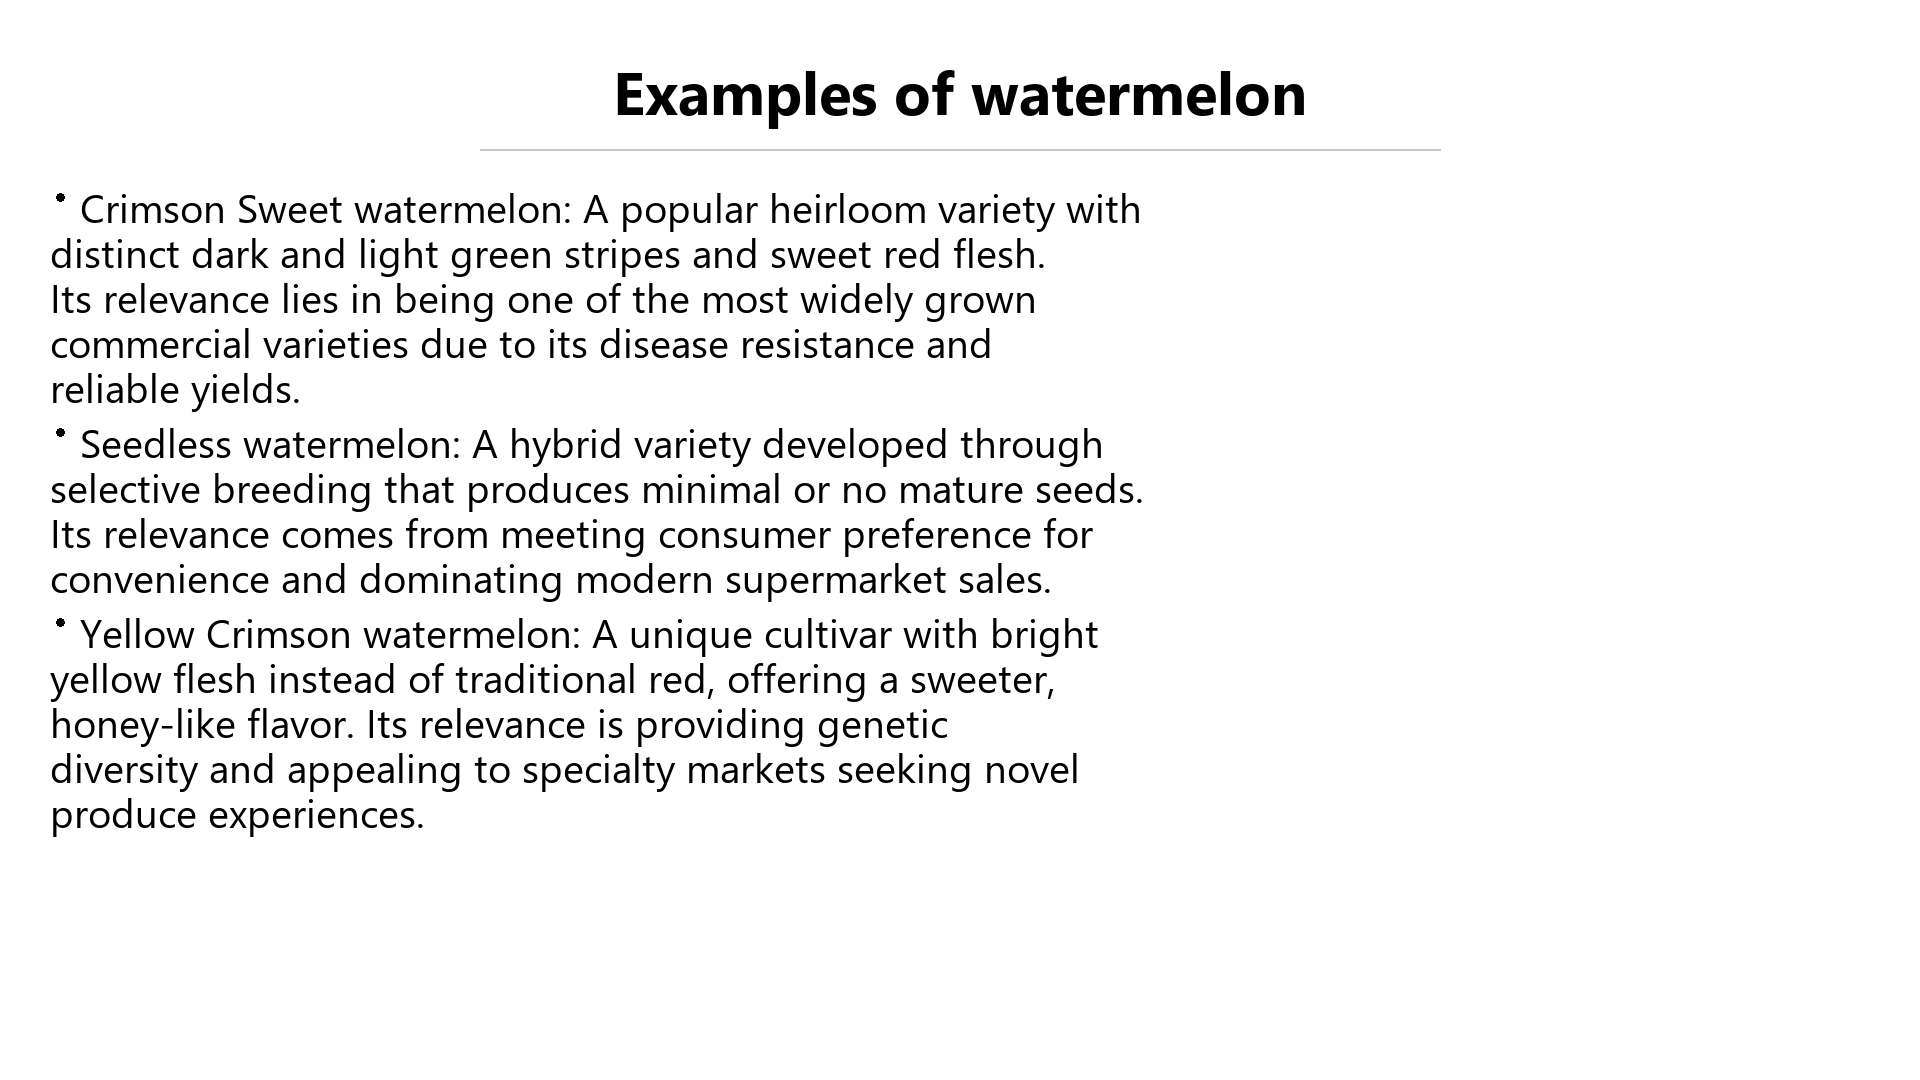 Examples of watermelon
• Crimson Sweet watermelon: A popular heirloom variety with
distinct dark and light green stripes and sweet red flesh.
Its relevance lies in being one of the most widely grown
commercial varieties due to its disease resistance and
reliable yields.
• Seedless watermelon: A hybrid variety developed through
selective breeding that produces minimal or no mature seeds.
Its relevance comes from meeting consumer preference for
convenience and dominating modern supermarket sales.
• Yellow Crimson watermelon: A unique cultivar with bright
yellow flesh instead of traditional red, offering a sweeter,
honey-like flavor. Its relevance is providing genetic
diversity and appealing to specialty markets seeking novel
produce experiences.